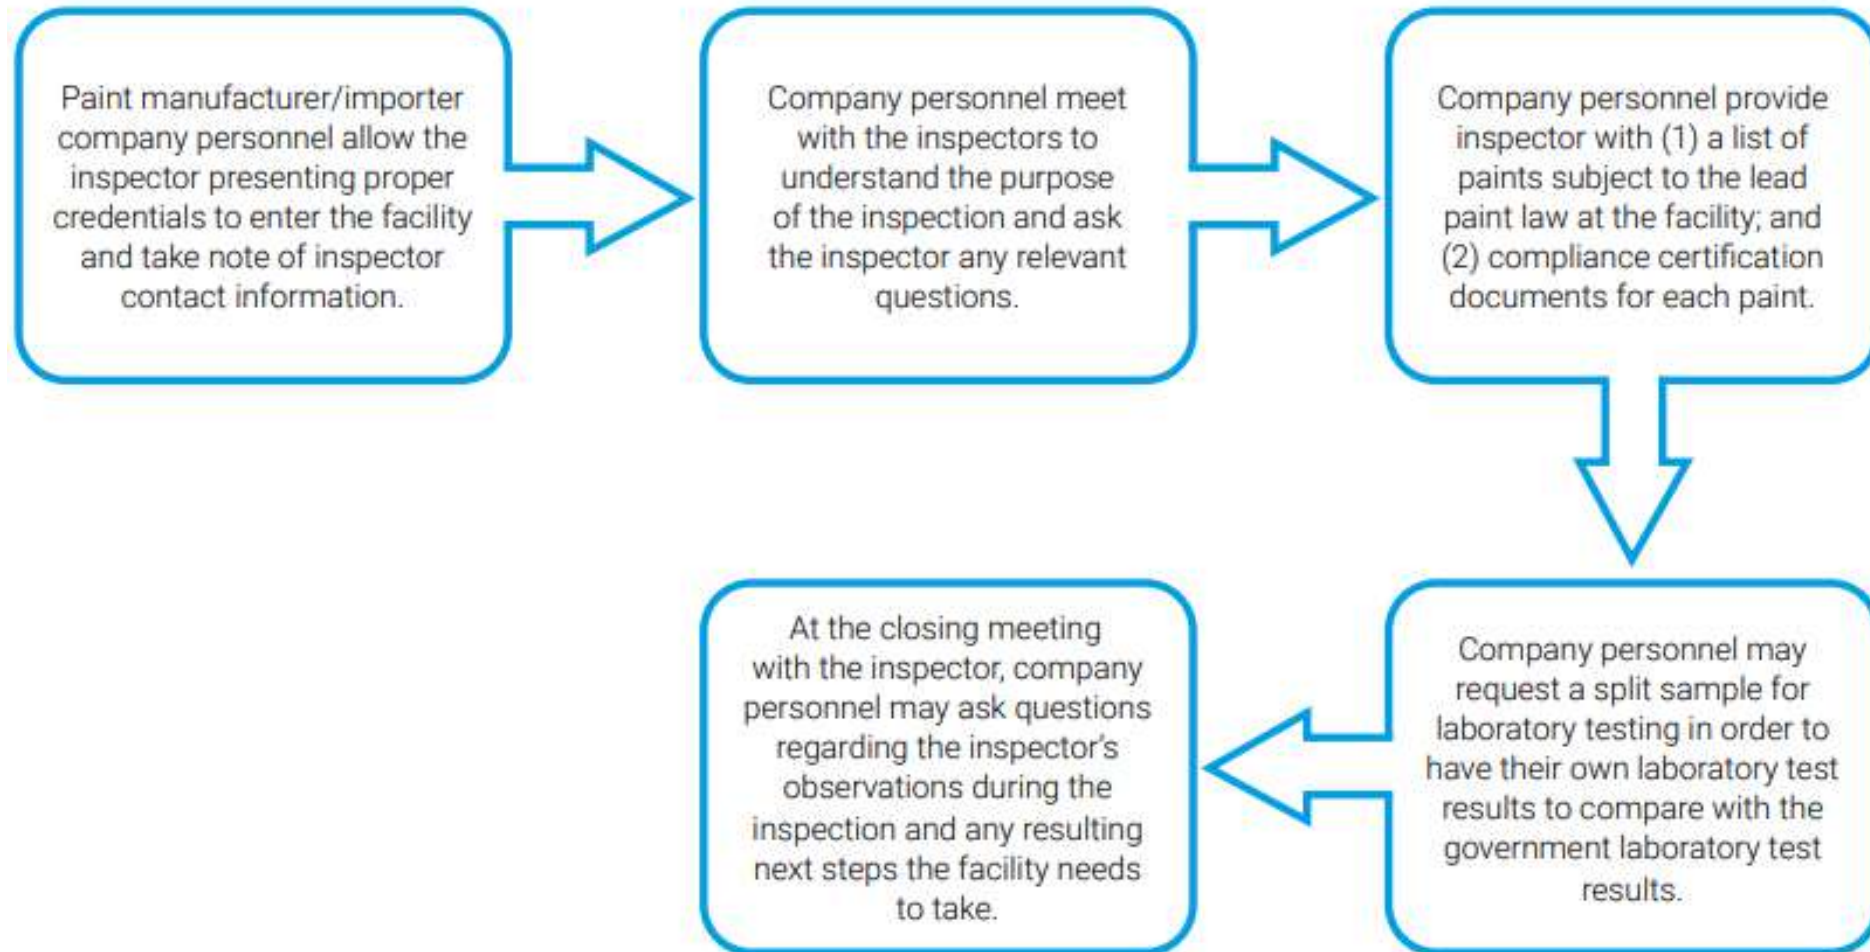 Paint manufacturer/importer
company personnel allow the
inspector presenting proper
credentials to enter the facility
and take note of inspector
contact information.
Company personnel meet
with the inspectors to
understand the purpose
of the inspection and ask
the inspector any relevant
questions.
Company personnel provide
inspector with (1) a list of
paints subject to the lead
paint law at the facility; and
(2) compliance certification
documents for each paint.
Company personnel may
request a split sample for
laboratory testing in order to
have their own laboratory test
results to compare with the
government laboratory test
results.
At the closing meeting
with the inspector, company
personnel may ask questions
regarding the inspector’s
observations during the
inspection and any resulting
next steps the facility needs
to take.